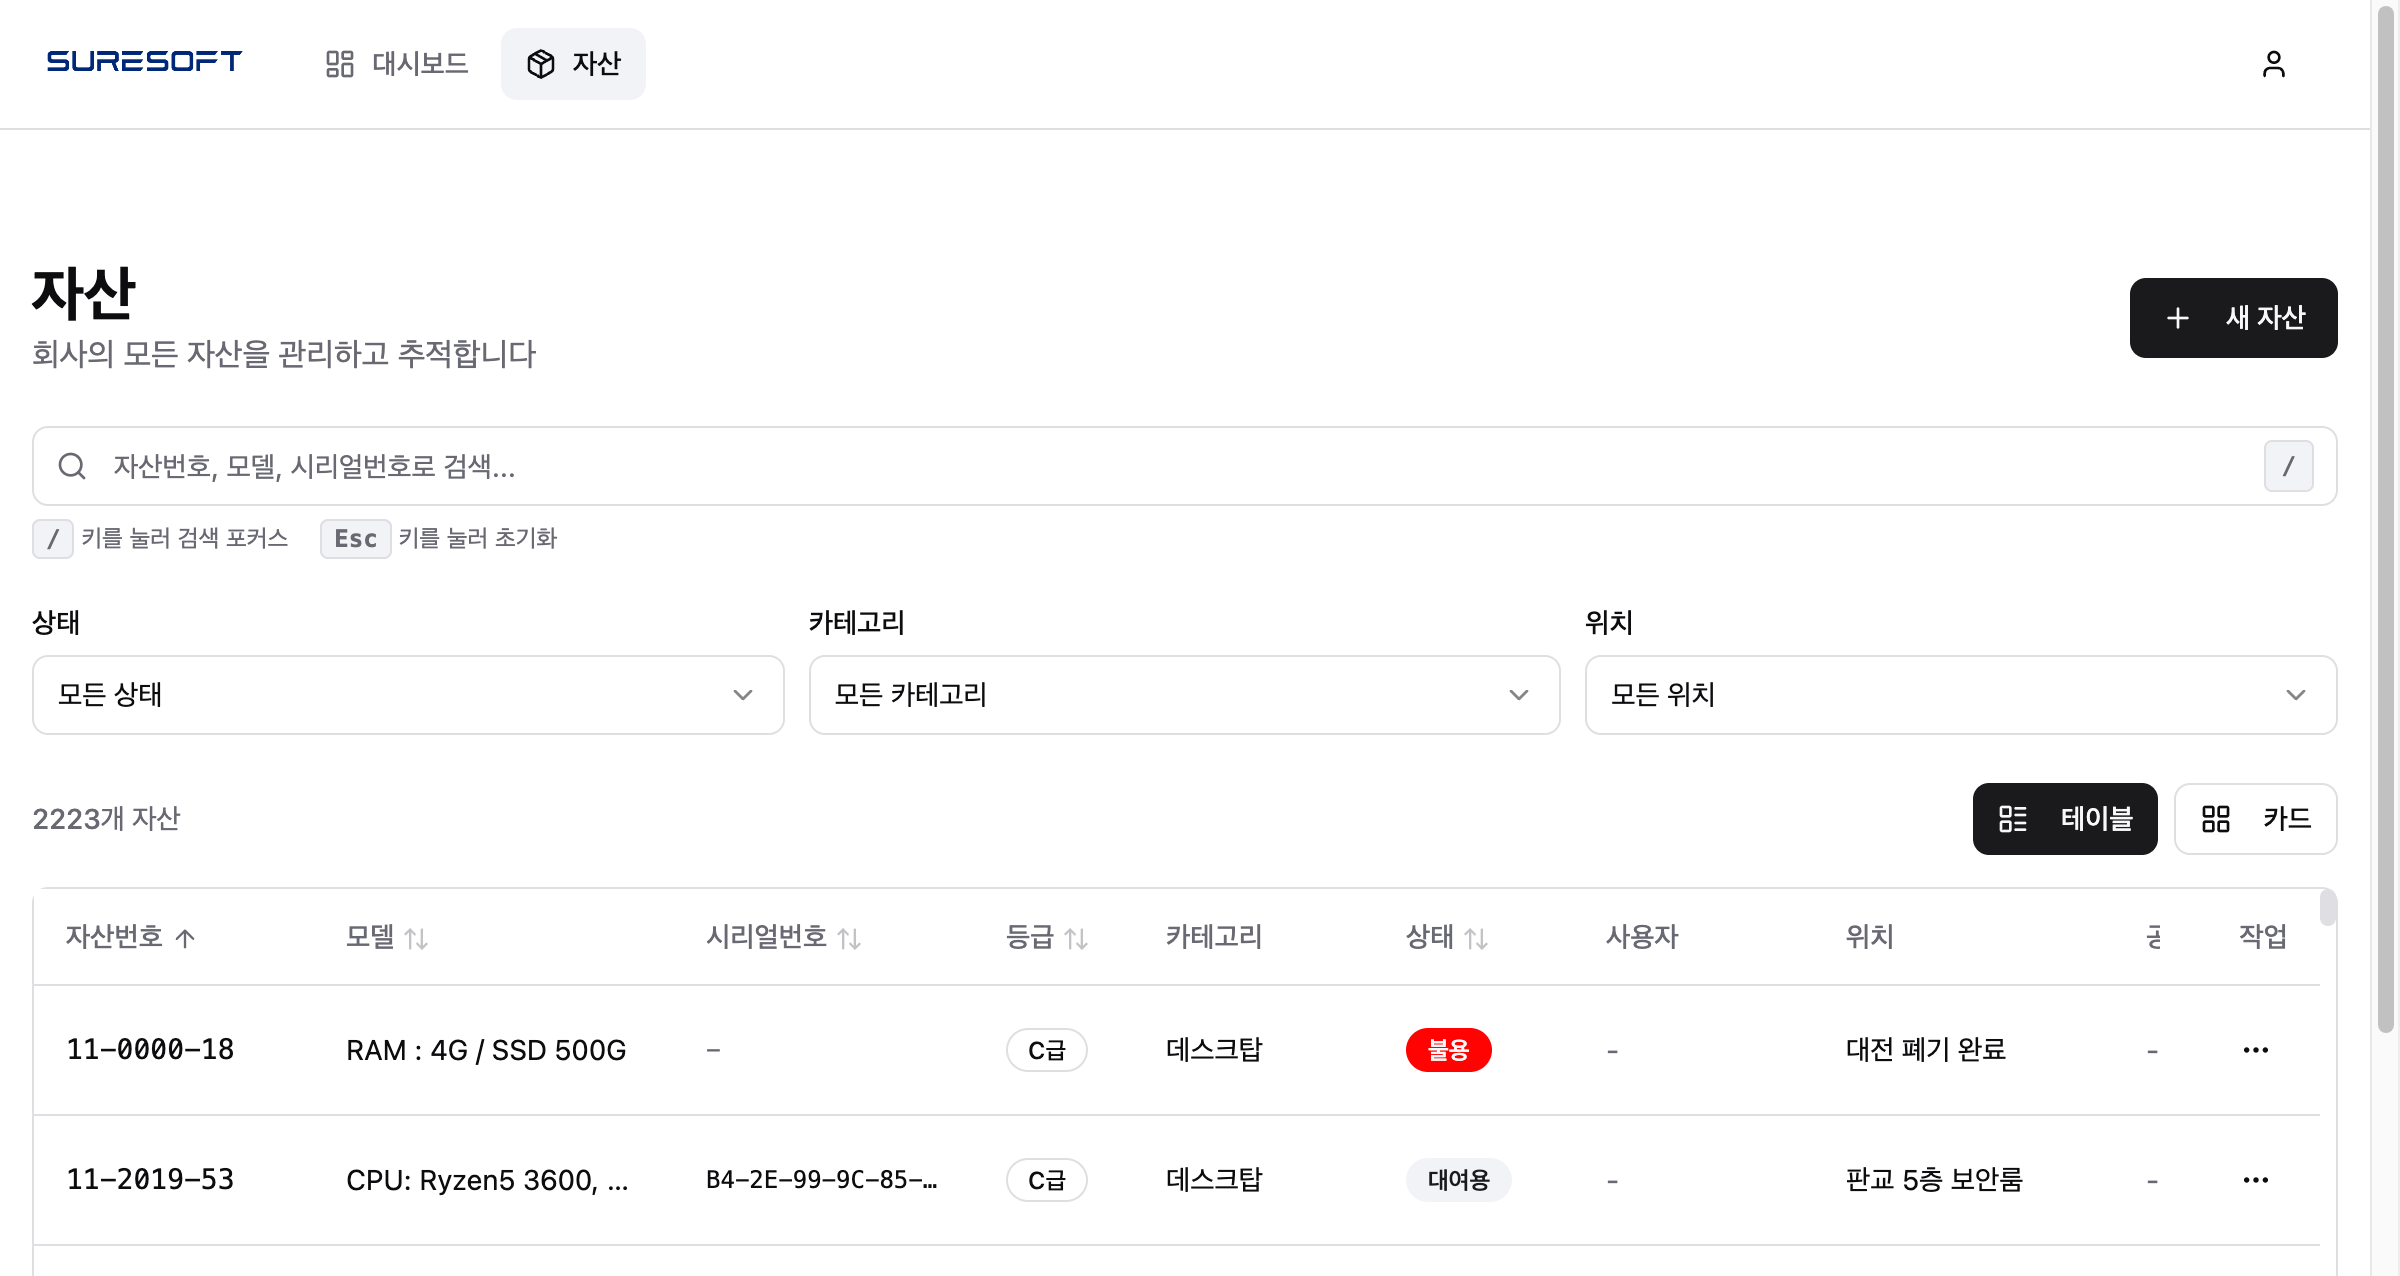 SURESOFT 대시보드 자산
자산
회사의 모든 자산을 관리하고 추적합니다
+ 새 자산
자산번호, 모델, 시리얼번호로 검색... /
/ 키를 눌러 검색 포커스 Esc 키를 눌러 초기화
상태 카테고리 위치
모든 상태 모든 카테고리 모든 위치
2223개 자산 테이블 카드
자산번호 모델 시리얼번호 등급 카테고리 상태 사용자 위치 작업
11-0000-18 RAM : 4G / SSD 500G - C급 데스크탑 불용 - 대전 폐기 완료 - ...
11-2019-53 CPU: Ryzen5 3600, ... B4-2E-99-9C-85-... C급 데스크탑 대여용 - 판교 5층 보안룸 - ...